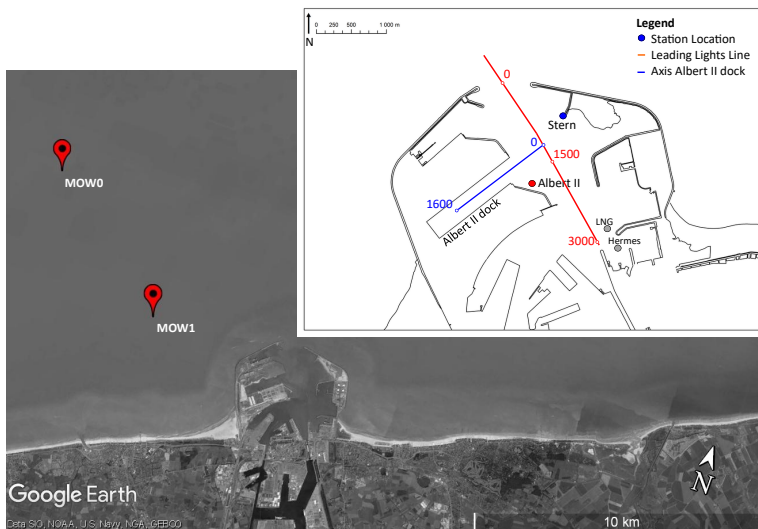 0 250 500 1 000 m
N
Legend
Station Location
Leading Lights Line
Axis Albert II dock
0
Stern
0
1500
Albert II
1600
Albert II dock
LNG
Hermes
3000
MOW0
MOW1
Google Earth
Data SIO, NOAA, U.S. Navy, NGA, GEBCO
N
10 km